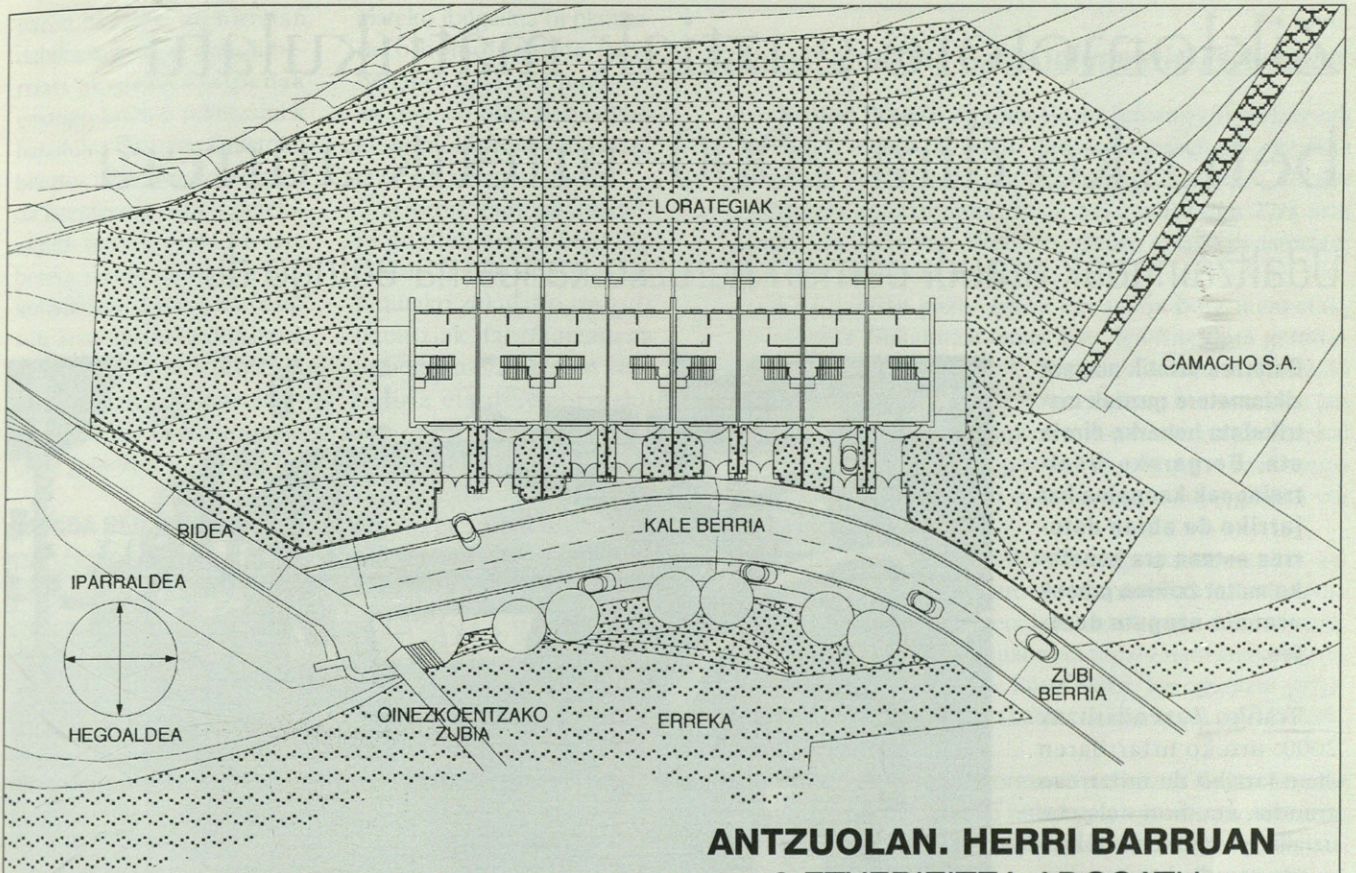 LORATEGIAK
CAMACHO S.A.
BIDEA
KALE BERRIA
IPARRALDEA
HEGOALDEA
OINEZKOENTZAKO
ZUBIA
ERREKA
ZUBI
BERRIA
ANTZUOLAN. HERRI BARRUAN